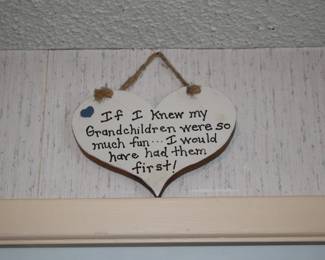 If I knew my
Grandchildren were so
much fun... I would
have had them
first!